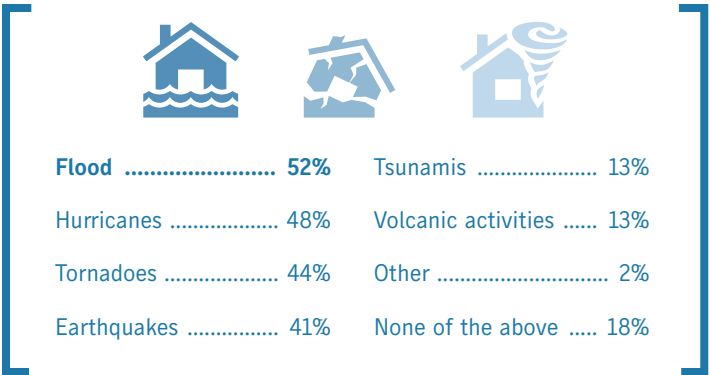 Flood ........................ 52%
Hurricanes ................... 48%
Tornadoes .................... 44%
Earthquakes ................ 41%
Tsunamis ..................... 13%
Volcanic activities ...... 13%
Other .............................. 2%
None of the above ..... 18%